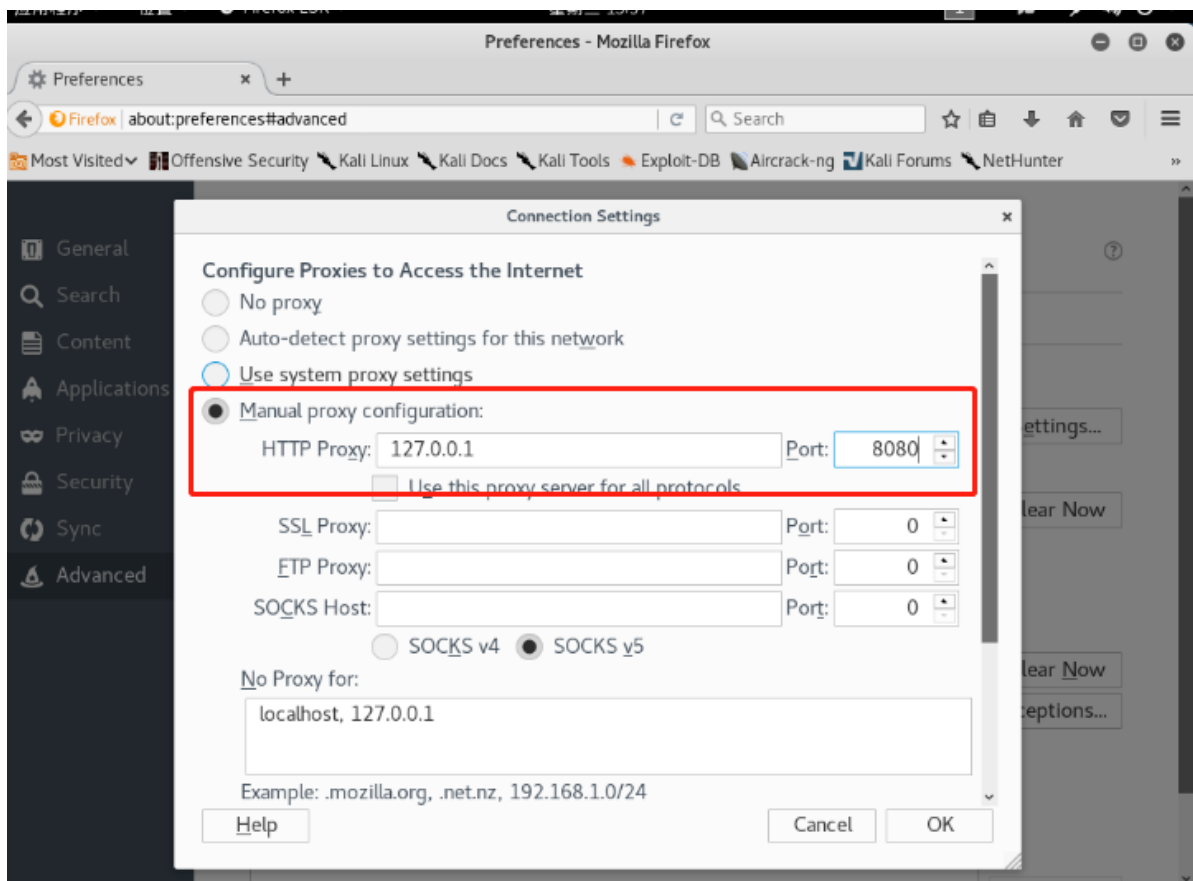 Preferences - Mozilla Firefox
Preferences × +
Firefox about:preferences#advanced Search
Most Visited Offensive Security Kali Linux Kali Docs Kali Tools Exploit-DB Aircrack-ng Kali Forums NetHunter »
Connection Settings ×
General
Search
Content
Applications
Privacy
Security
Sync
Advanced
Configure Proxies to Access the Internet
No proxy
Auto-detect proxy settings for this network
Use system proxy settings
Manual proxy configuration:
HTTP Proxy: 127.0.0.1 Port: 8080
Use this proxy server for all protocols
SSL Proxy: Port: 0
FTP Proxy: Port: 0
SOCKS Host: Port: 0
SOCKS v4 SOCKS v5
No Proxy for:
localhost, 127.0.0.1
Example: .mozilla.org, .net.nz, 192.168.1.0/24
Help Cancel OK
ettings...
lear Now
lear Now
ceptions...